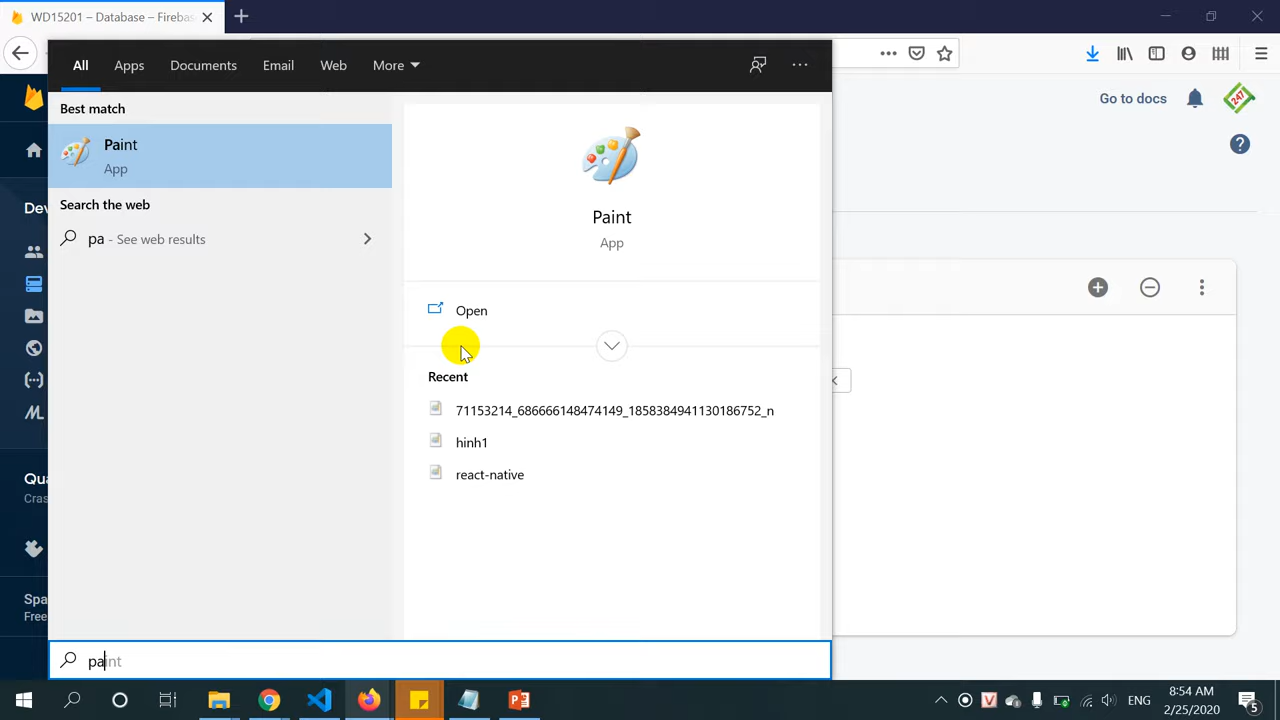 WD15201 – Database – Firebas
All
Apps
Documents
Email
Web
More
Best match
Paint
App
Search the web
pa - See web results
Paint
App
Open
Recent
71153214_686666148474149_1858384941130186752_n
hinh1
react-native
Go to docs
247
Dev
Qua
Cras
Spa
Free
paint
ENG
8:54 AM
2/25/2020
5